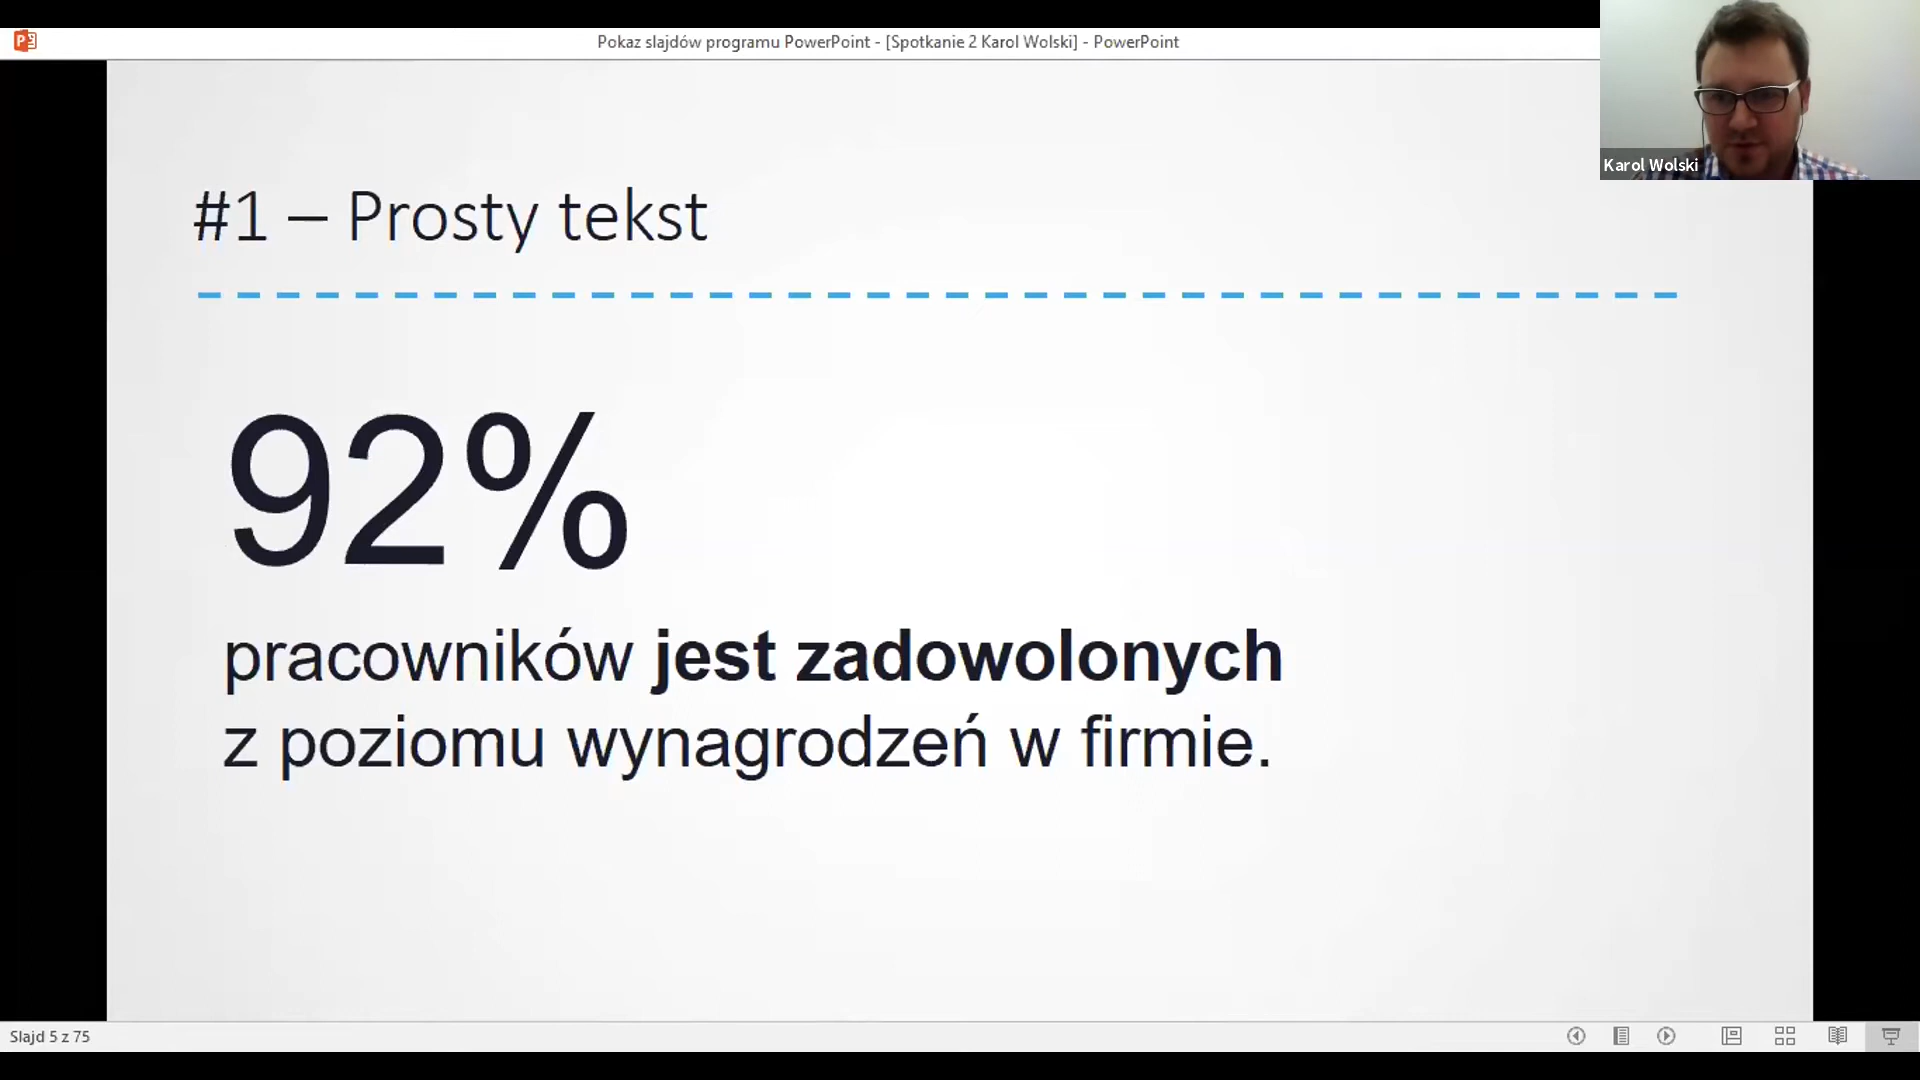 Pokaz slajdów programu PowerPoint - [Spotkanie 2 Karol Wolski] - PowerPoint
Karol Wolski
#1 – Prosty tekst
92%
pracowników jest zadowolonych
z poziomu wynagrodzeń w firmie.
Slajd 5 z 75